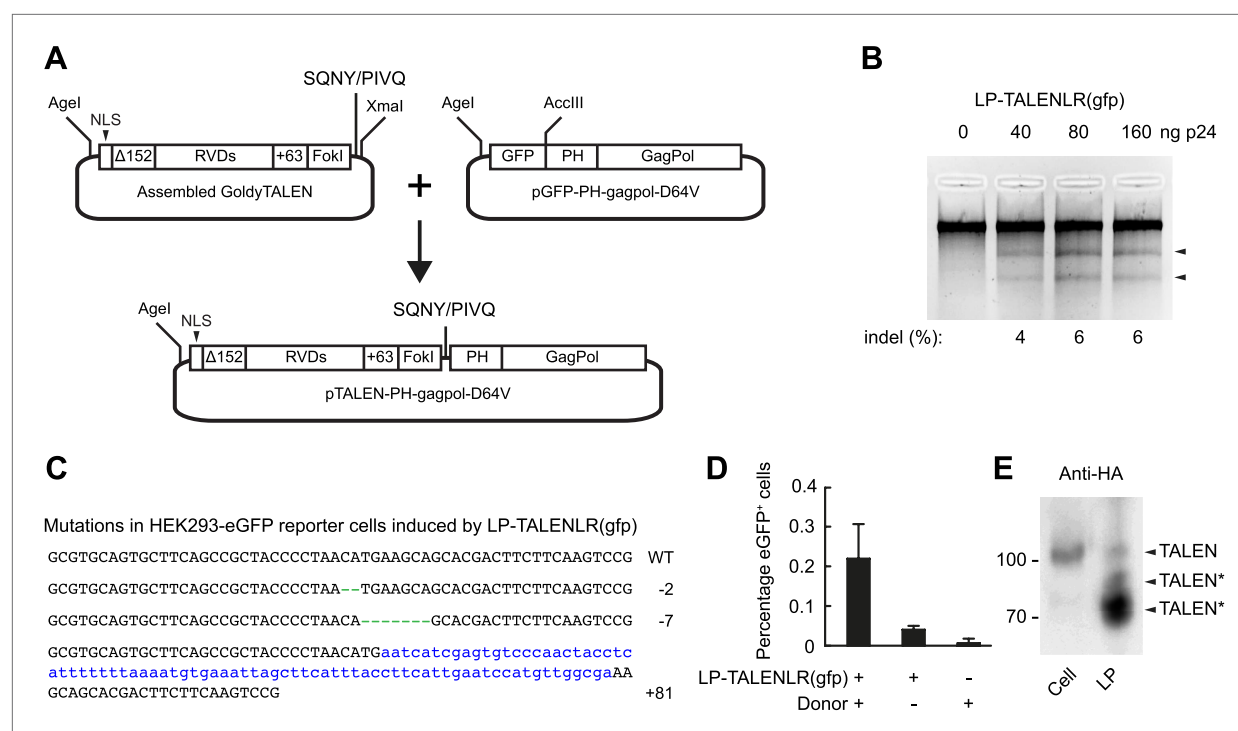 A
SQNY/PIVQ
AgeI
NLS
XmaI
Δ152 RVDs +63 FokI
Assembled GoldyTALEN
+
AgeI
AccIII
GFP PH GagPol
pGFP-PH-gagpol-D64V
SQNY/PIVQ
AgeI
NLS
Δ152 RVDs +63 FokI PH GagPol
pTALEN-PH-gagpol-D64V
B
LP-TALENLR(gfp)
0 40 80 160 ng p24
indel (%): 4 6 6
C
Mutations in HEK293-eGFP reporter cells induced by LP-TALENLR(gfp)
GCGTGCAGTGCTTCAGCCGCTACCCCTAACATGAAGCAGCACGACTTCTTCAAGTCCG WT
GCGTGCAGTGCTTCAGCCGCTACCCCTAA--TGAAGCAGCACGACTTCTTCAAGTCCG -2
GCGTGCAGTGCTTCAGCCGCTACCCCTAACA-------GCACGACTTCTTCAAGTCCG -7
GCGTGCAGTGCTTCAGCCGCTACCCCTAACATGaatcatcgagtgtcccaactacctc
atttttttaaaatgtgaaattagcttcatttaccttcattgaatccatgttggcgaAA
GCAGCACGACTTCTTCAAGTCCG +81
D
Percentage eGFP+ cells
0.4
0.3
0.2
0.1
0
LP-TALENLR(gfp) + + -
Donor + - +
E
Anti-HA
100 -
70 -
TALEN
TALEN*
TALEN*
Cell
LP